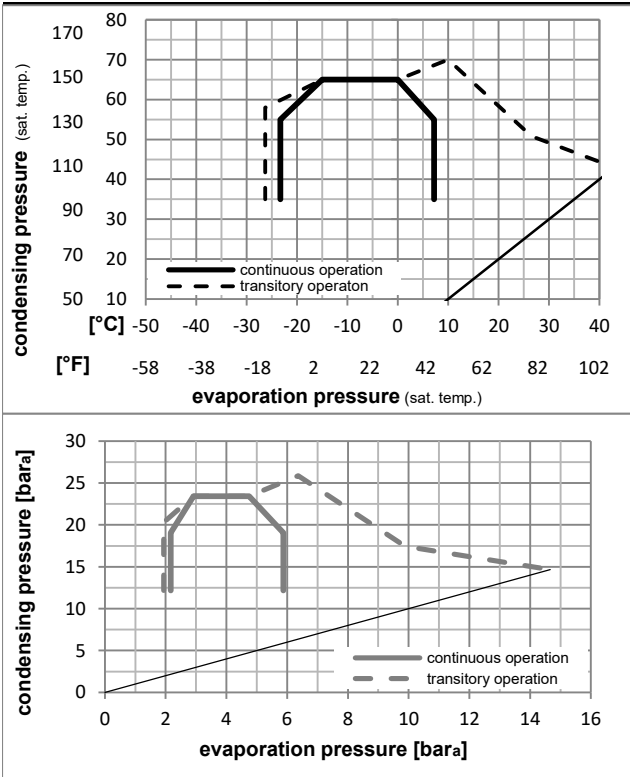 condensing pressure (sat. temp.)
170 80
150 70
60
130 50
110 40
90 30
70 20
50 10
continuous operation
transitory operaton
[°C] -50 -40 -30 -20 -10 0 10 20 30 40
[°F] -58 -38 -18 2 22 42 62 82 102
evaporation pressure (sat. temp.)
condensing pressure [bara]
30
25
20
15
10
5
0
continuous operation
transitory operation
0 2 4 6 8 10 12 14 16
evaporation pressure [bara]